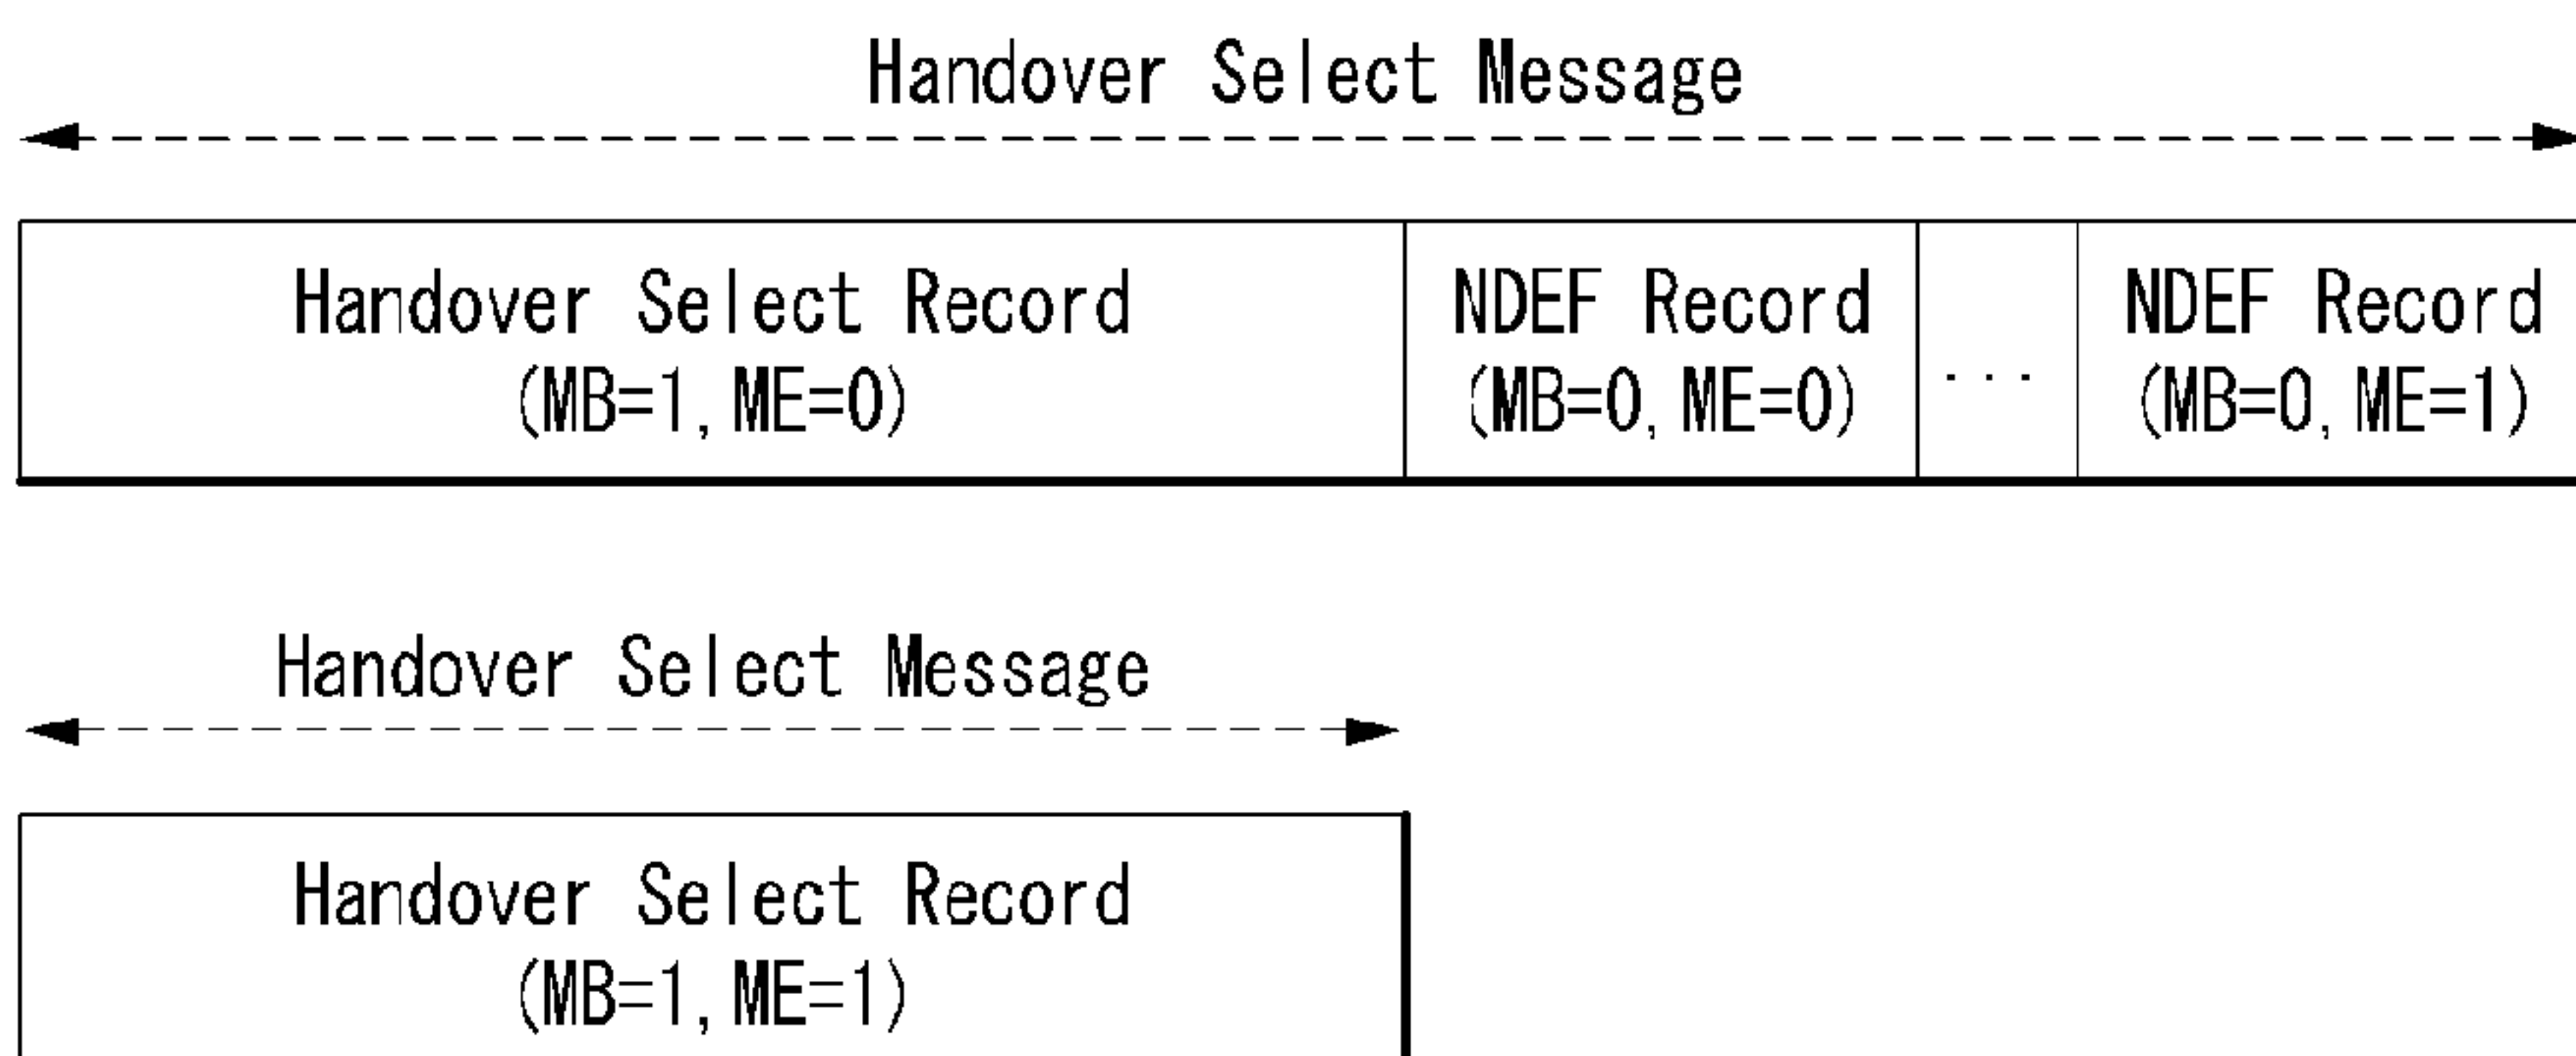 Handover Select Message
Handover Select Record NDEF Record ... NDEF Record
(MB=1, ME=0) (MB=0, ME=0) (MB=0, ME=1)
Handover Select Message
Handover Select Record
(MB=1, ME=1)